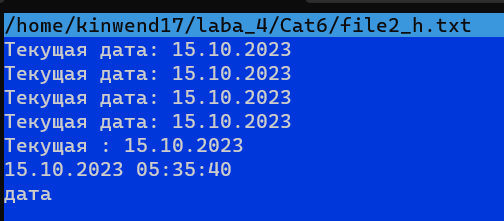 /home/kinwend17/laba_4/Cat6/file2_h.txt
Текущая дата: 15.10.2023
Текущая дата: 15.10.2023
Текущая дата: 15.10.2023
Текущая дата: 15.10.2023
Текущая : 15.10.2023
15.10.2023 05:35:40
дата